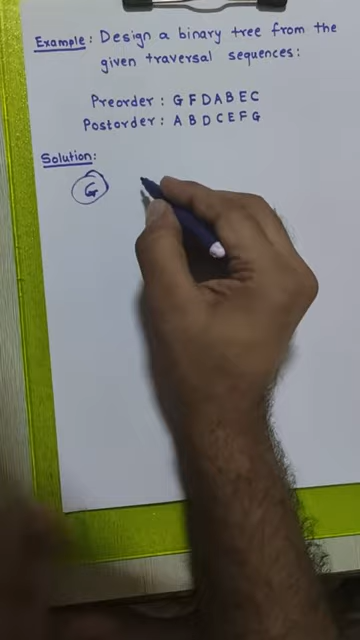 Example: Design a binary tree from the
given traversal sequences:
Preorder: G F D A B E C
Postorder: A B D C E F G
Solution:
G